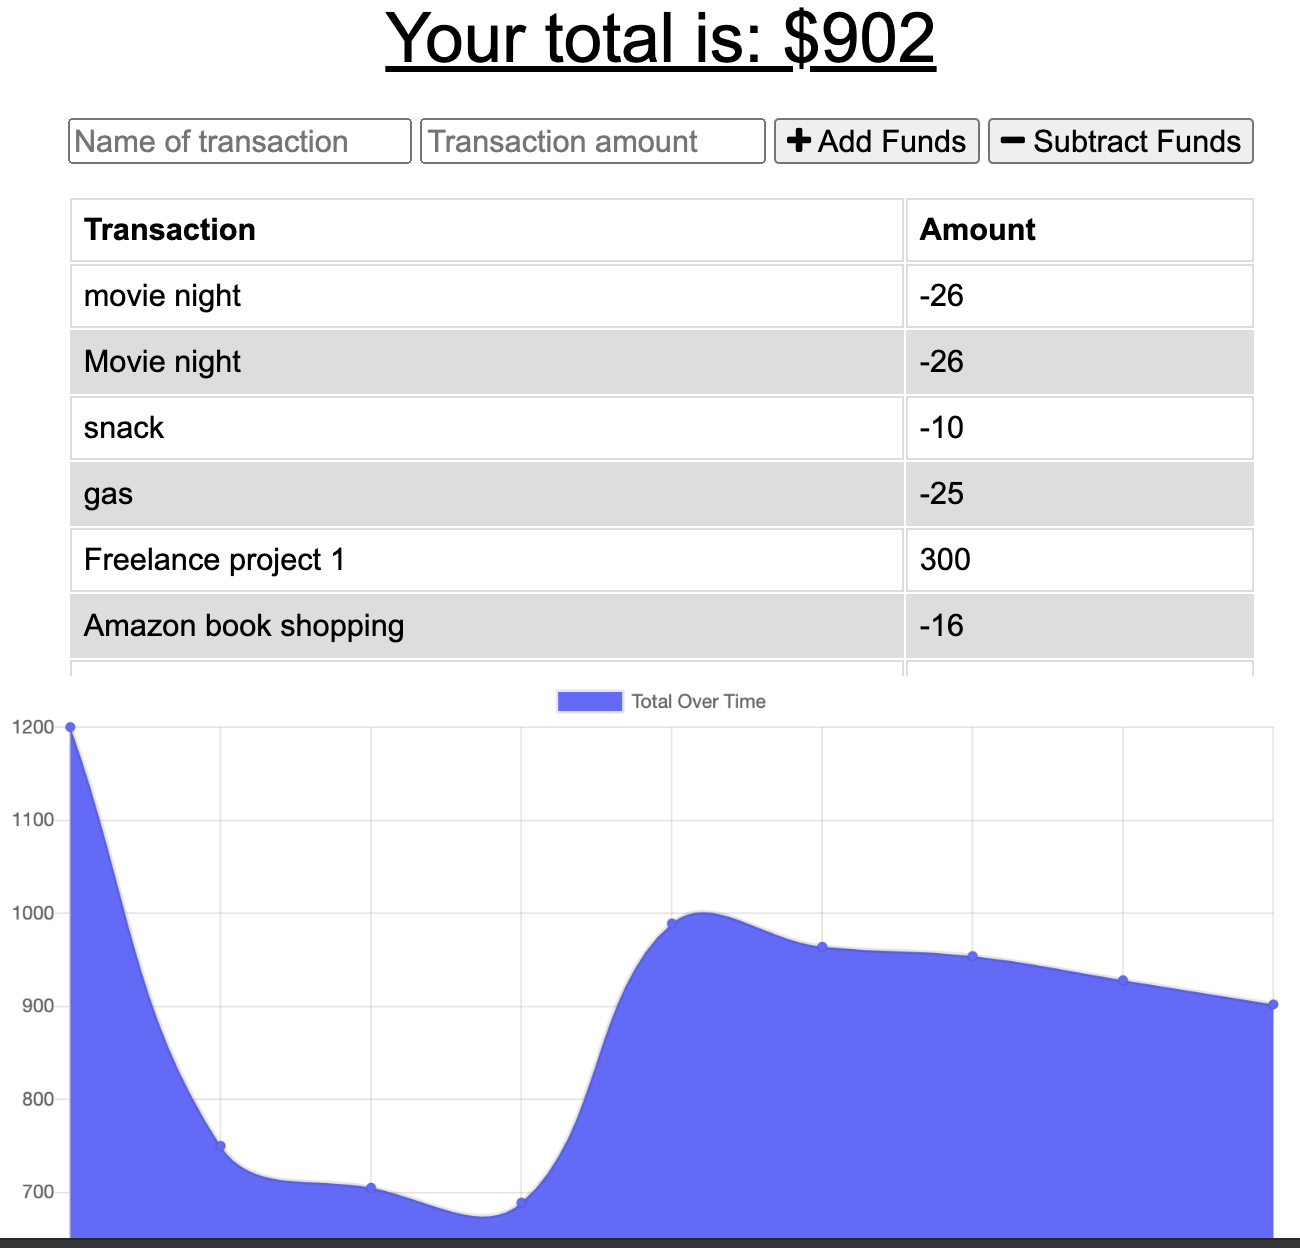 Your total is: $902
Name of transaction Transaction amount Add Funds Subtract Funds
Transaction Amount
movie night -26
Movie night -26
snack -10
gas -25
Freelance project 1 300
Amazon book shopping -16
Total Over Time
1200
1100
1000
900
800
700